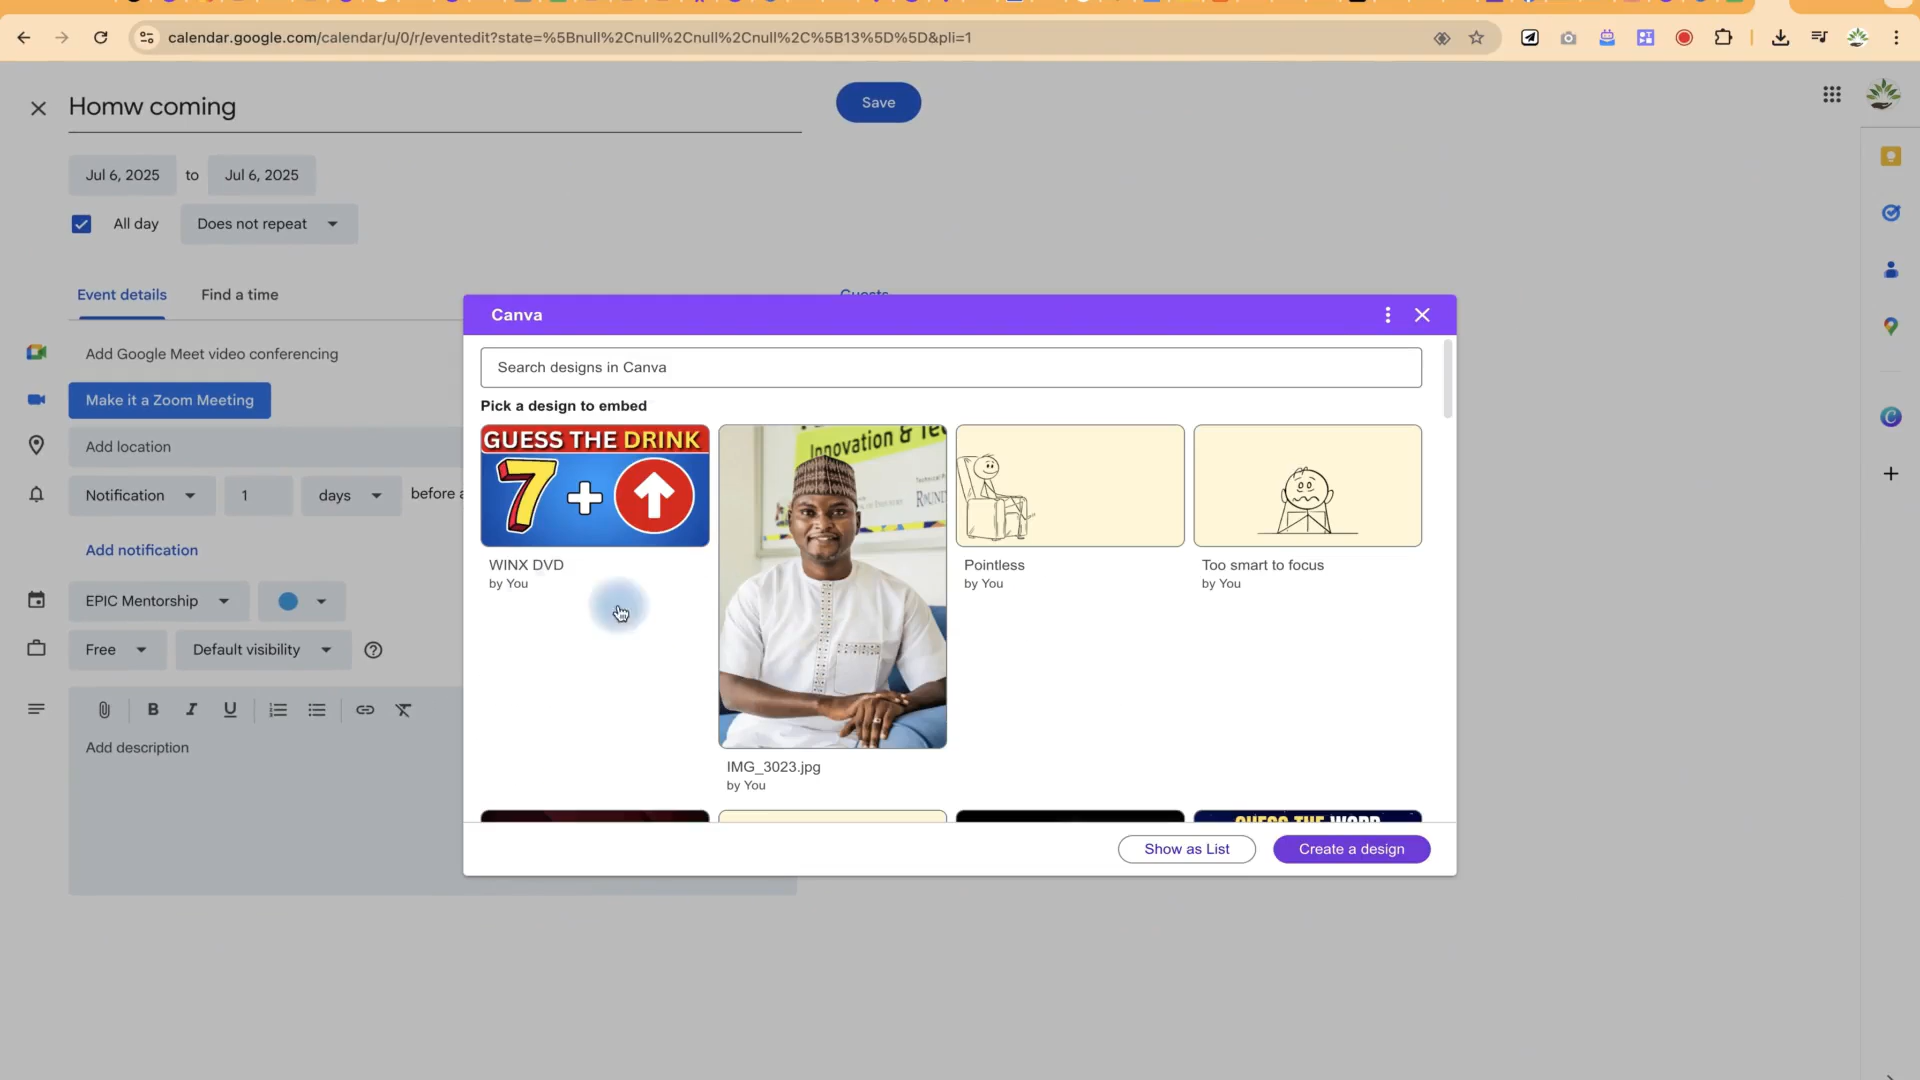 calendar.google.com/calendar/u/0/r/eventedit?state=%5Bnull%2Cnull%2Cnull%2Cnull%2C%5B13%5D%5D&pli=1
Homw coming
Save
Jul 6, 2025 to Jul 6, 2025
All day
Does not repeat
Event details
Find a time
Guests
Canva
Add Google Meet video conferencing
Search designs in Canva
Make it a Zoom Meeting
Pick a design to embed
Add location
Notification
1
days
before
GUESS THE DRINK
7 +
Innovation &
WINX DVD
by You
Pointless
by You
Too smart to focus
by You
Add notification
EPIC Mentorship
Free
Default visibility
B I U
Add description
IMG_3023.jpg
by You
GUESS THE WORD
Show as List
Create a design